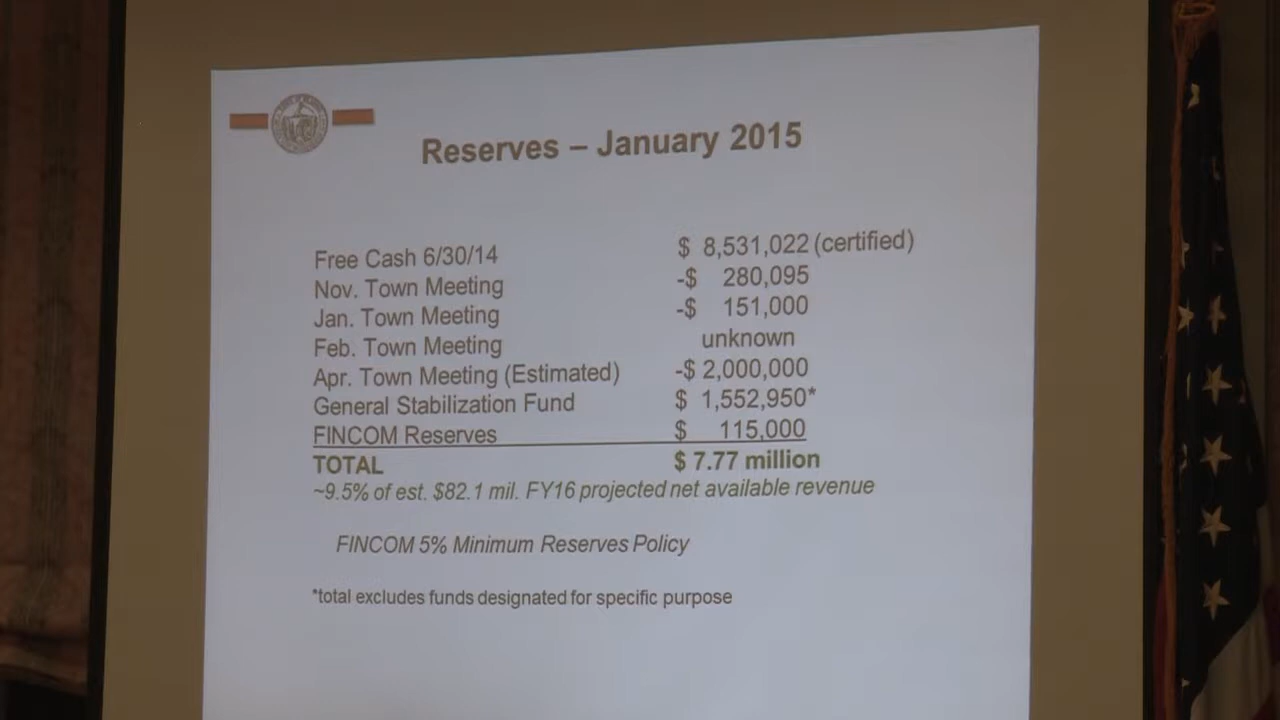 Reserves – January 2015
Free Cash 6/30/14 $ 8,531,022 (certified)
Nov. Town Meeting -$ 280,095
Jan. Town Meeting -$ 151,000
Feb. Town Meeting unknown
Apr. Town Meeting (Estimated) -$ 2,000,000
General Stabilization Fund $ 1,552,950*
FINCOM Reserves $ 115,000
TOTAL $ 7.77 million
~9.5% of est. $82.1 mil. FY16 projected net available revenue
FINCOM 5% Minimum Reserves Policy
*total excludes funds designated for specific purpose